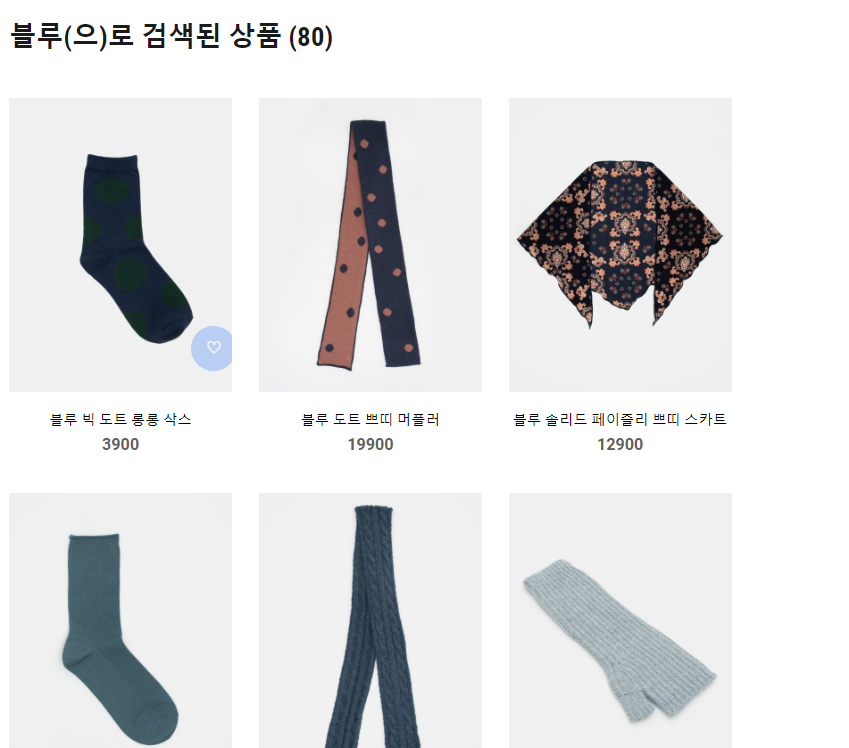 블루(으)로 검색된 상품 (80)
블루 빅 도트 롱롱 삭스
3900
블루 도트 쁘띠 머플러
19900
블루 솔리드 페이즐리 쁘띠 스카트
12900